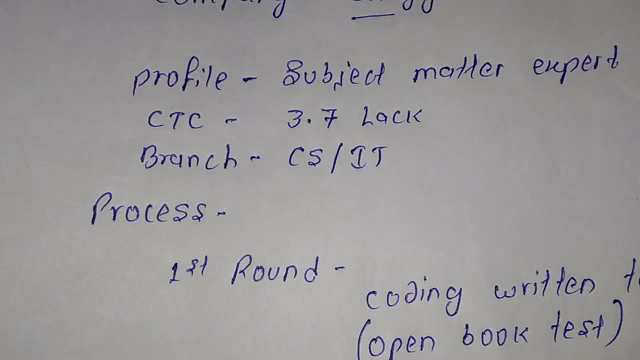 company
profile - Subject matter expert
CTC - 3.7 Lack
Branch - CS/IT
Process -
1st Round -
coding written
(open book test)